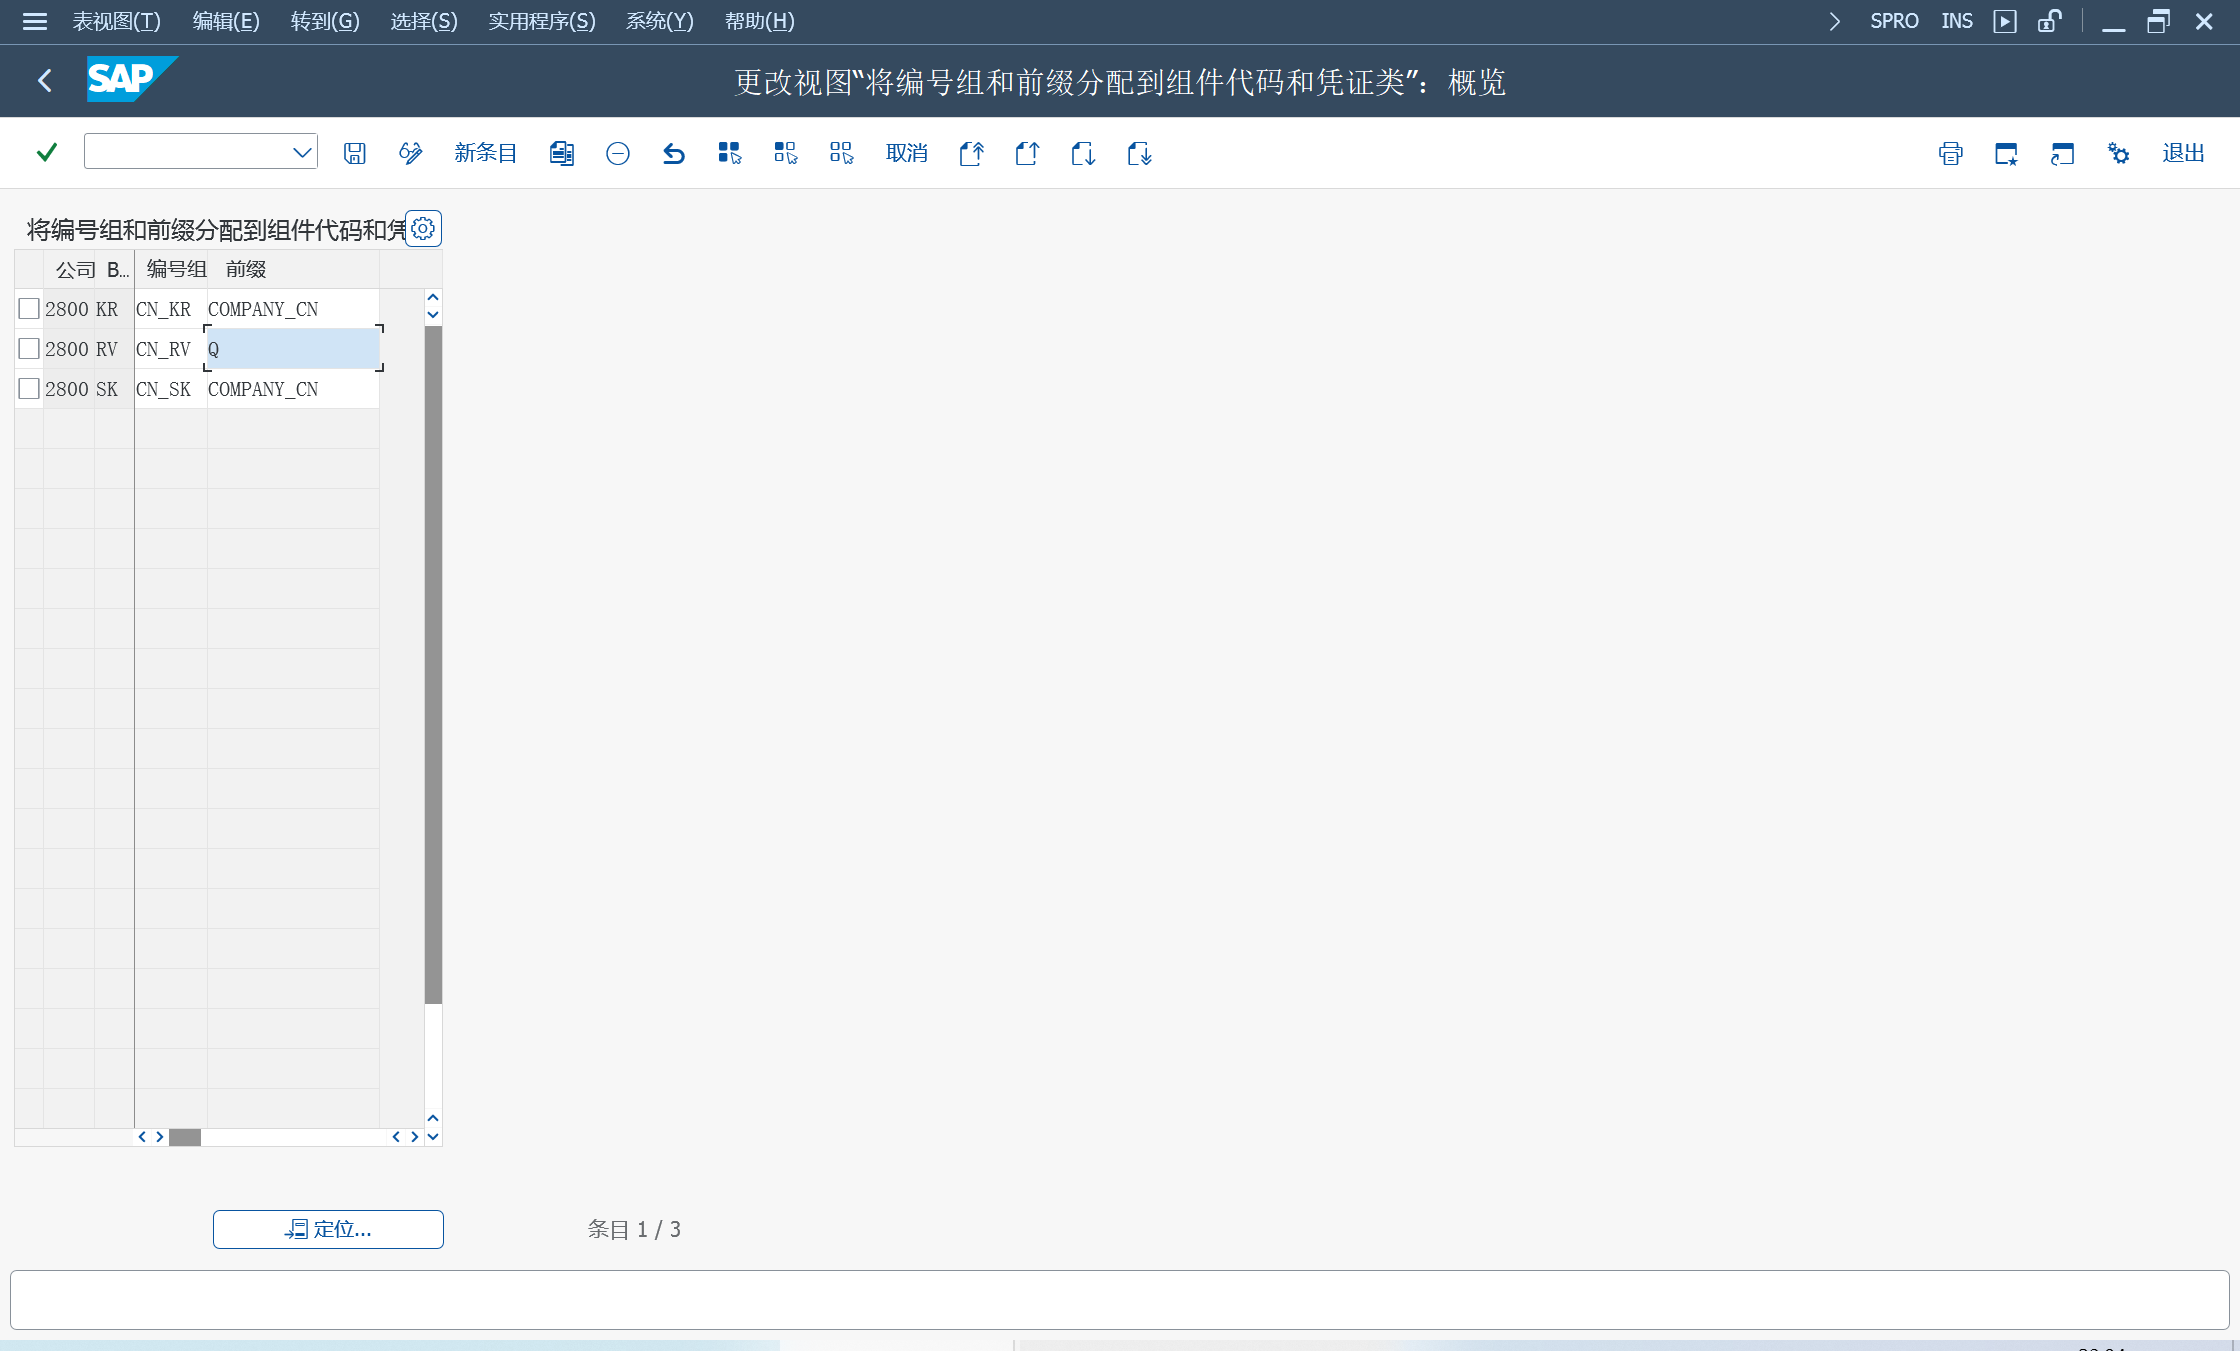 表视图(T) 编辑(E) 转到(G) 选择(S) 实用程序(S) 系统(Y) 帮助(H) SPRO INS
SAP 更改视图“将编号组和前缀分配到组件代码和凭证类”：概览
新条目 取消 退出
将编号组和前缀分配到组件代码和凭
公司 B... 编号组 前缀
2800 KR CN_KR COMPANY_CN
2800 RV CN_RV Q
2800 SK CN_SK COMPANY_CN
定位... 条目 1 / 3